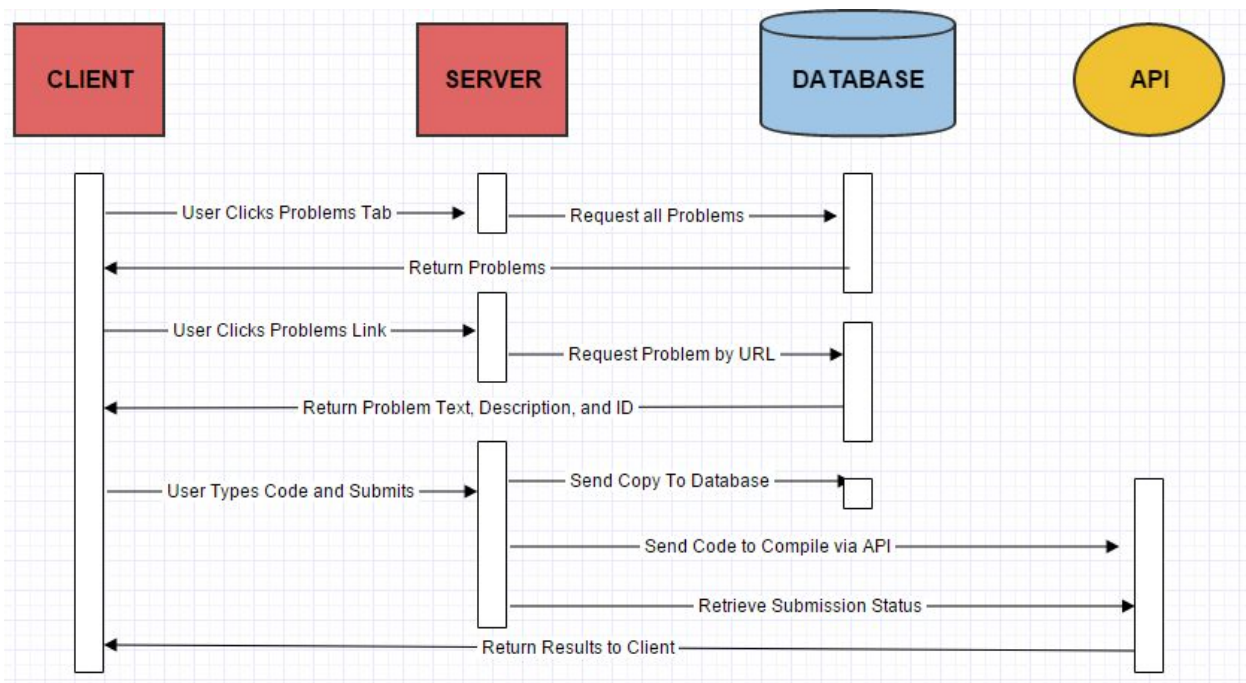 CLIENT
SERVER
DATABASE
API
User Clicks Problems Tab
Request all Problems
Return Problems
User Clicks Problems Link
Request Problem by URL
Return Problem Text, Description, and ID
User Types Code and Submits
Send Copy To Database
Send Code to Compile via API
Retrieve Submission Status
Return Results to Client